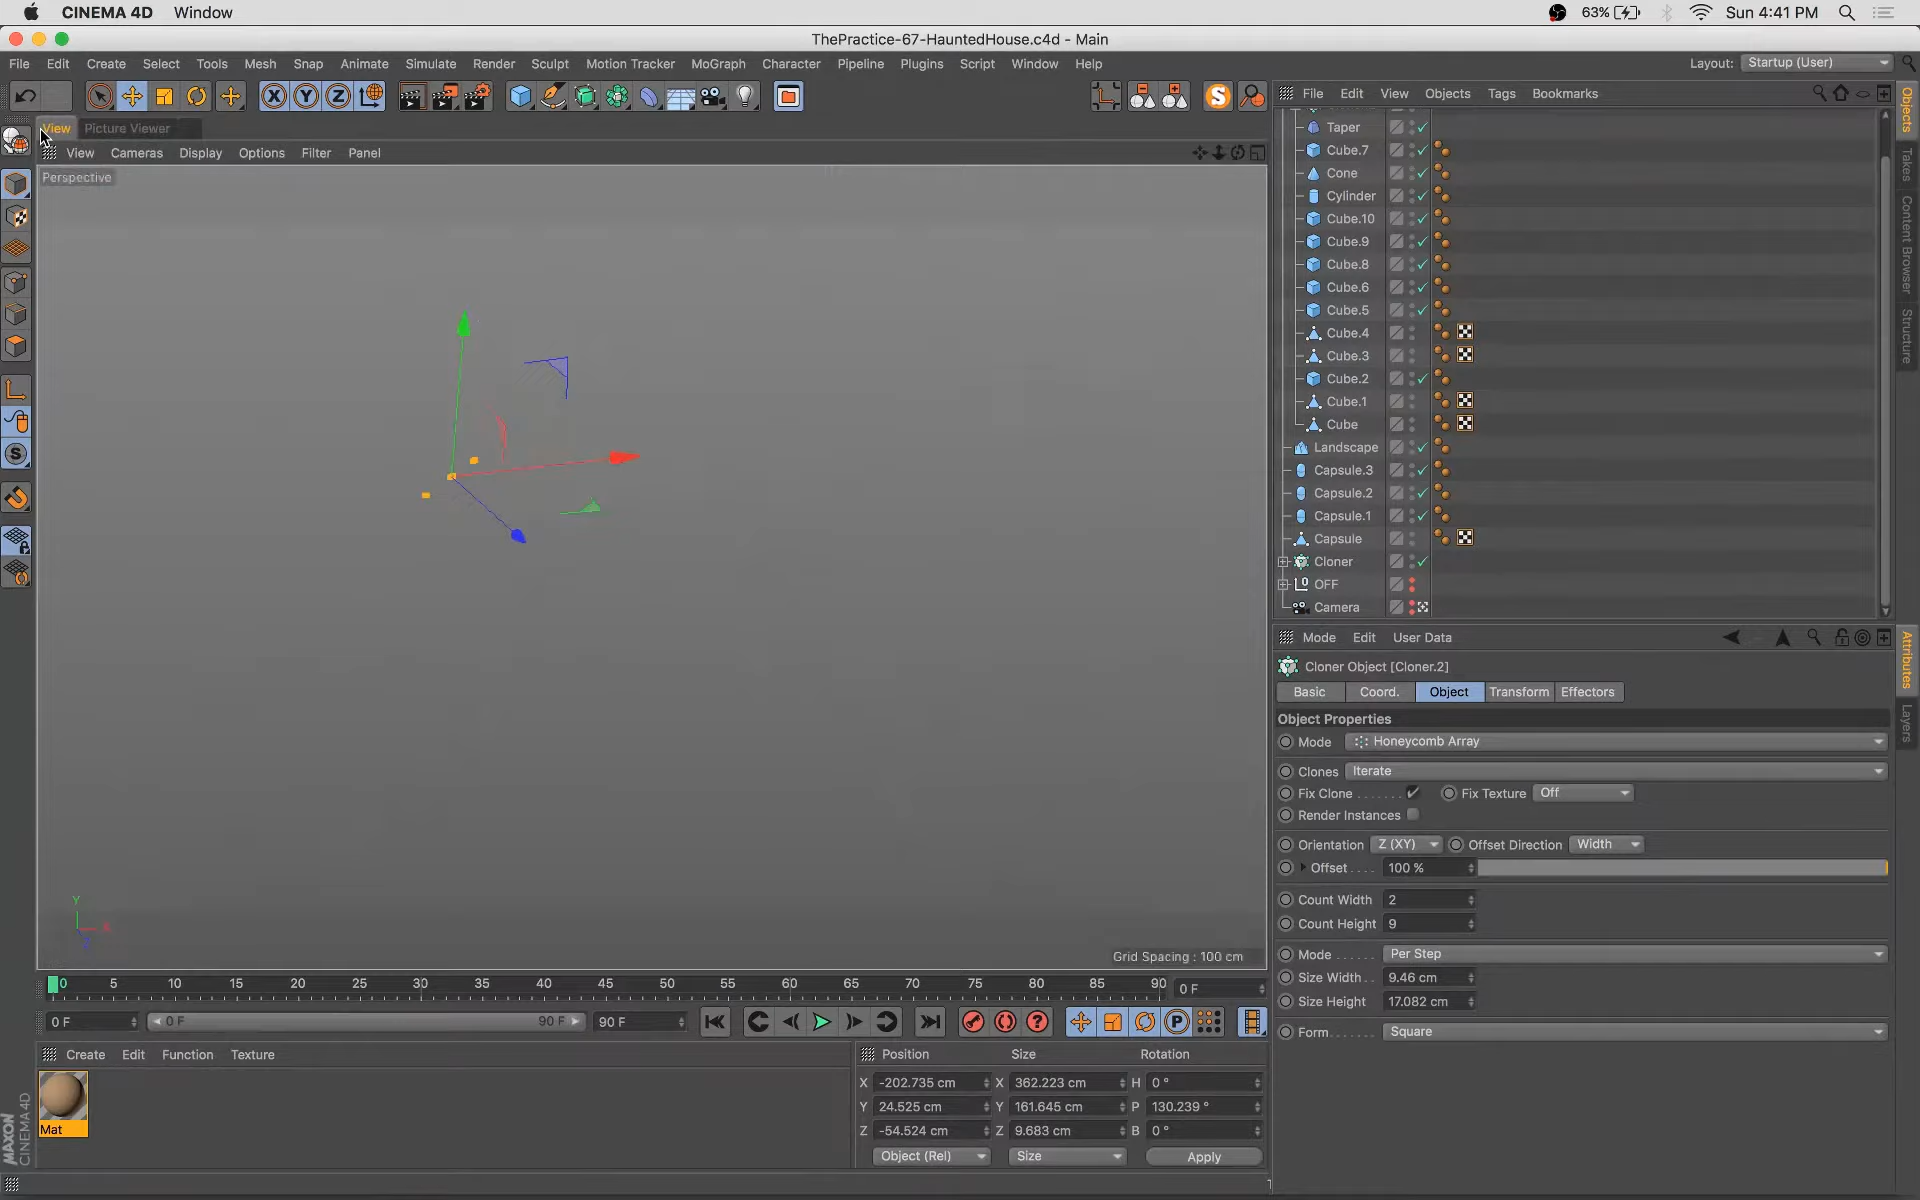 CINEMA 4D Window 63% Sun 4:41 PM
ThePractice-67-HauntedHouse.c4d - Main
File Edit Create Select Tools Mesh Snap Animate Simulate Render Sculpt Motion Tracker MoGraph Character Pipeline Plugins Script Window Help Layout: Startup (User)
X Y Z S
File Edit View Objects Tags Bookmarks
View Picture Viewer
View Cameras Display Options Filter Panel
Perspective
Taper
Cube.7
Cone
Cylinder
Cube.10
Cube.9
Cube.8
Cube.6
Cube.5
Cube.4
Cube.3
Cube.2
Cube.1
Cube
Landscape
Capsule.3
Capsule.2
Capsule.1
Capsule
Cloner
OFF
Camera
Objects
Takes
Content Browser
Structure
Mode Edit User Data
Cloner Object [Cloner.2]
Basic Coord. Object Transform Effectors
Object Properties
Mode Honeycomb Array
Clones Iterate
Fix Clone Fix Texture Off
Render Instances
Orientation Z (XY) Offset Direction Width
Offset 100 %
Count Width 2
Count Height 9
Mode Per Step
Size Width 9.46 cm
Size Height 17.082 cm
Form Square
Attributes
Layers
Y
X
Z
Grid Spacing : 100 cm
0 5 10 15 20 25 30 35 40 45 50 55 60 65 70 75 80 85 90 0 F
0 F 0 F 90 F 90 F
Create Edit Function Texture
Mat
MAXON CINEMA 4D
Position Size Rotation
X -202.735 cm X 362.223 cm H 0 °
Y 24.525 cm Y 161.645 cm P 130.239 °
Z -54.524 cm Z 9.683 cm B 0 °
Object (Rel) Size Apply